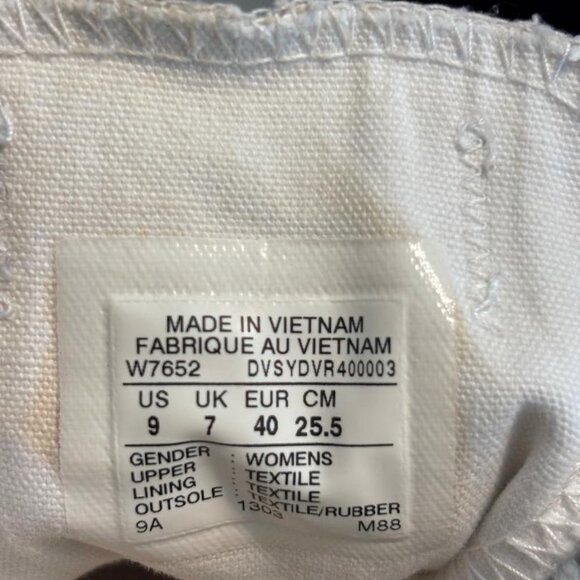 MADE IN VIETNAM
FABRIQUE AU VIETNAM
W7652 DVSYDVR400003
US UK EUR CM
9 7 40 25.5
GENDER : WOMENS
UPPER : TEXTILE
LINING : TEXTILE
OUTSOLE : TEXTILE/RUBBER
9A 1303 M88